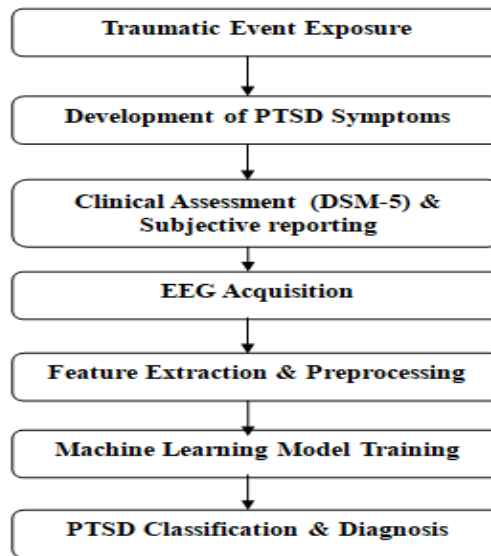 Traumatic Event Exposure
Development of PTSD Symptoms
Clinical Assessment (DSM-5) &
Subjective reporting
EEG Acquisition
Feature Extraction & Preprocessing
Machine Learning Model Training
PTSD Classification & Diagnosis